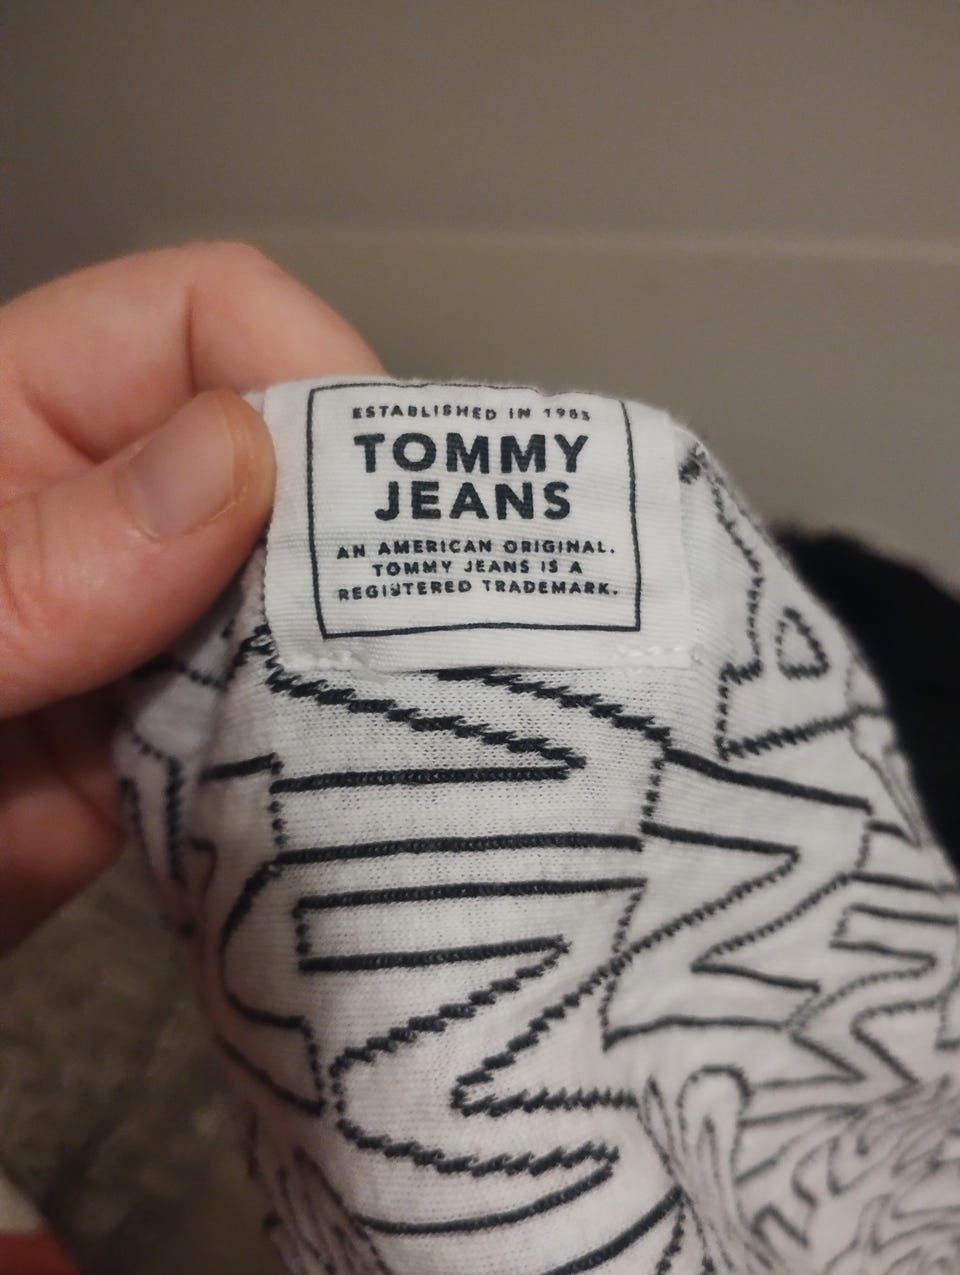 ESTABLISHED IN 1985
TOMMY
JEANS
AN AMERICAN ORIGINAL.
TOMMY JEANS IS A
REGISTERED TRADEMARK.